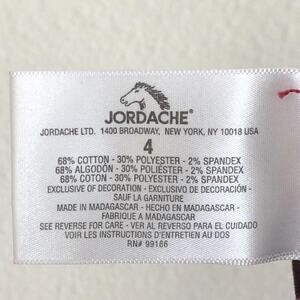 JORDACHE®
JORDACHE LTD. 1400 BROADWAY, NEW YORK, NY 10018 USA
4
68% COTTON - 30% POLYESTER - 2% SPANDEX
68% ALGODÓN - 30% POLIÉSTER - 2% SPANDEX
68% COTON - 30% POLYESTER - 2% SPANDEX
EXCLUSIVE OF DECORATION - EXCLUSIVO DE DECORACIÓN -
SAUF LA GARNITURE
MADE IN MADAGASCAR - HECHO EN MADAGASCAR -
FABRIQUE A MADAGASCAR
SEE REVERSE FOR CARE - VER AL REVERSO PARA EL CUIDADO
VOIR LES INSTRUCTIONS D'ENTRETIEN AU DOS
RN# 99166